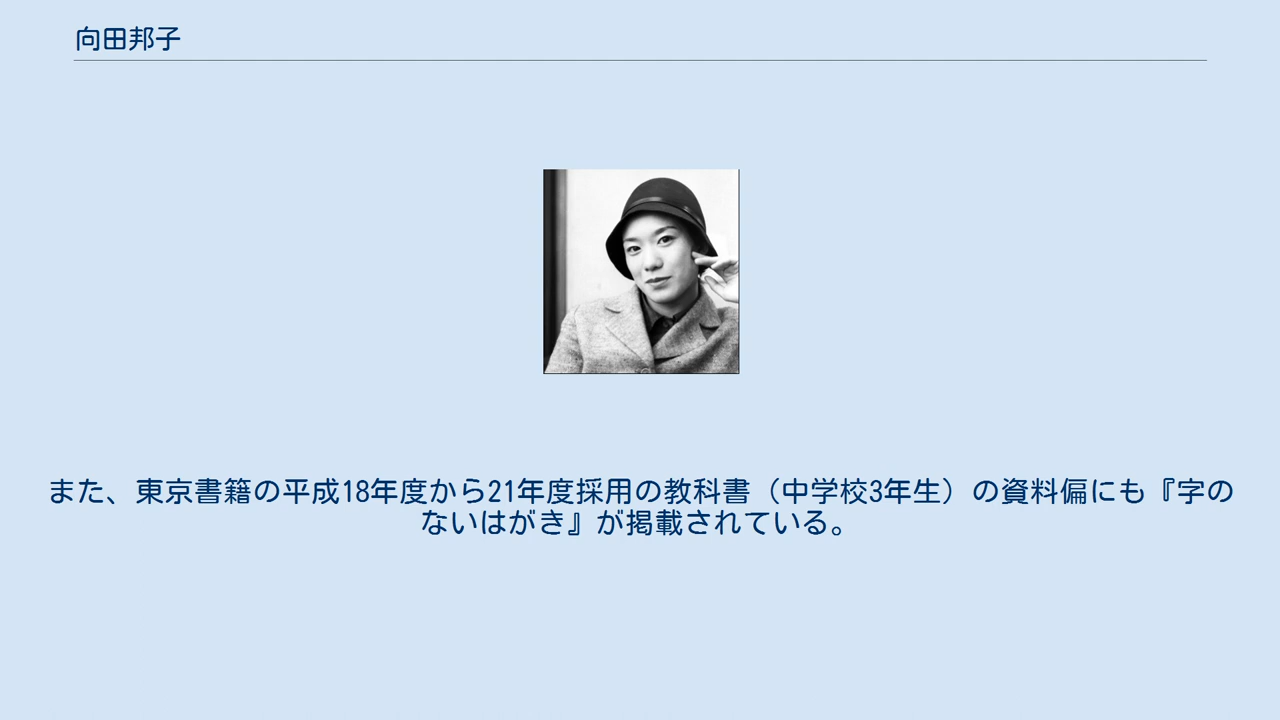 向田邦子
また、東京書籍の平成18年度から21年度採用の教科書（中学校3年生）の資料偏にも『字の
ないはがき』が掲載されている。